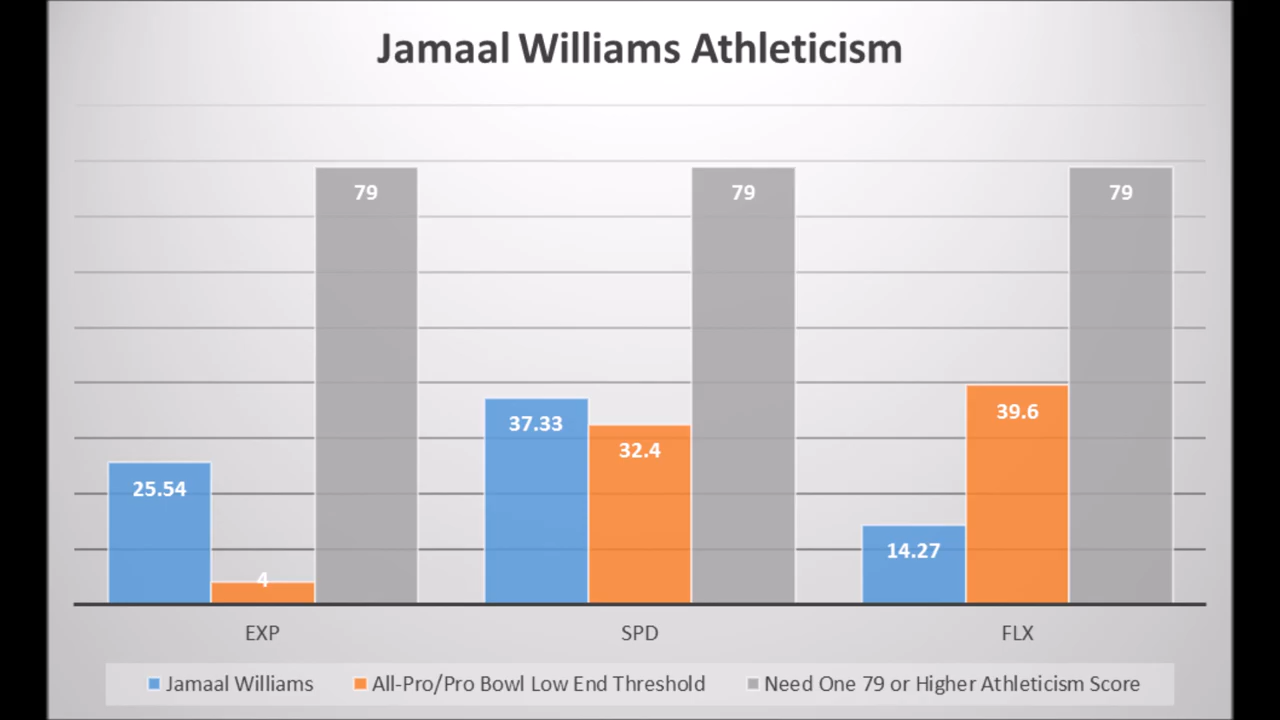 Jamaal Williams Athleticism
79
79
79
37.33
32.4
39.6
25.54
4
14.27
EXP
SPD
FLX
Jamaal Williams
All-Pro/Pro Bowl Low End Threshold
Need One 79 or Higher Athleticism Score